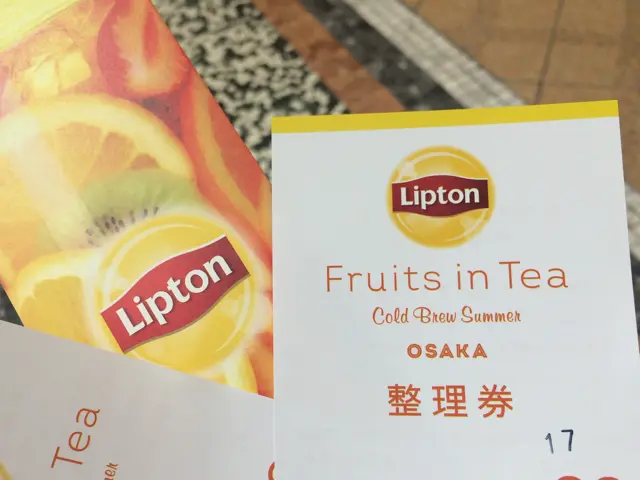 Lipton
Lipton
Fruits in Tea
Cold Brew Summer
OSAKA
整理券
17
Tea